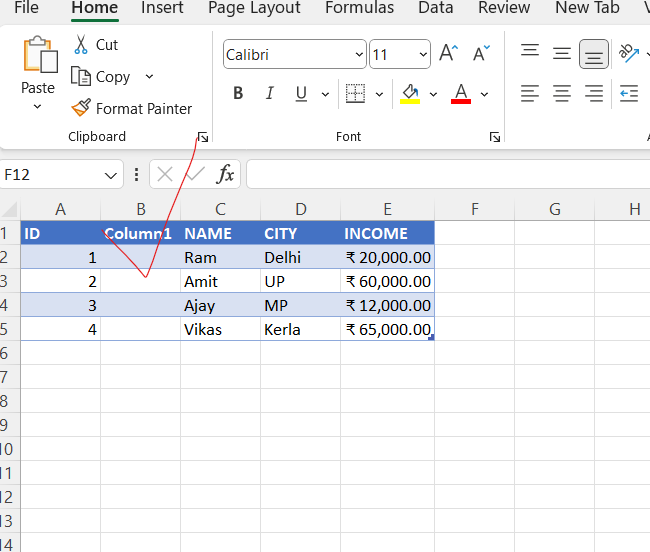 File Home Insert Page Layout Formulas Data Review New Tab
Cut
Calibri 11 A A ab
Paste Copy
B I U A
Format Painter
Clipboard Font
F12 fx
A B C D E F G H
1 ID Column1 NAME CITY INCOME
2 1 Ram Delhi ₹ 20,000.00
3 2 Amit UP ₹ 60,000.00
4 3 Ajay MP ₹ 12,000.00
5 4 Vikas Kerla ₹ 65,000.00
6
7
8
9
10
11
12
13
14